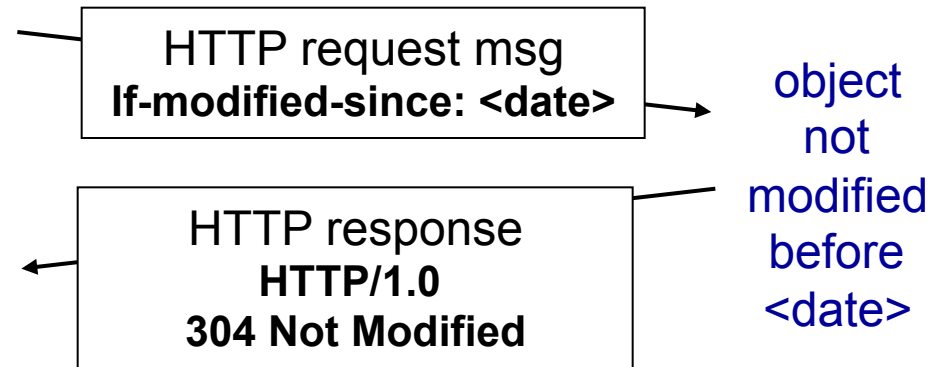 HTTP request msg
If-modified-since: <date>
object
not
modified
before
<date>
HTTP response
HTTP/1.0
304 Not Modified